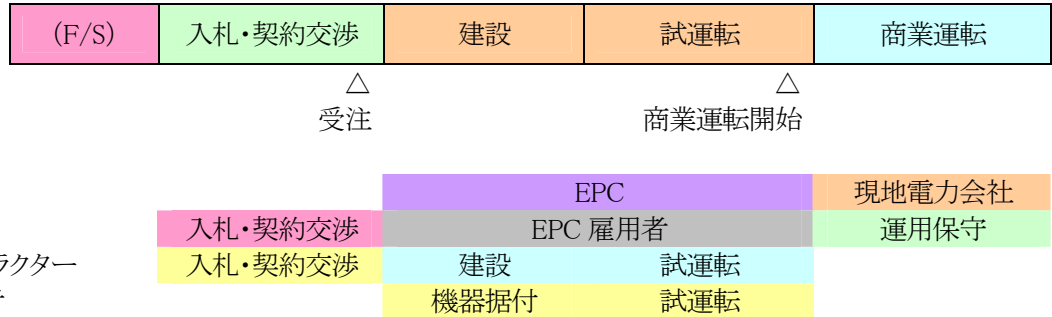 (F/S) 入札・契約交渉 建設 試運転 商業運転
△ △
受注 商業運転開始
EPC 現地電力会社
入札・契約交渉 EPC 雇用者 運用保守
ラクター 入札・契約交渉 建設 試運転
機器据付 試運転